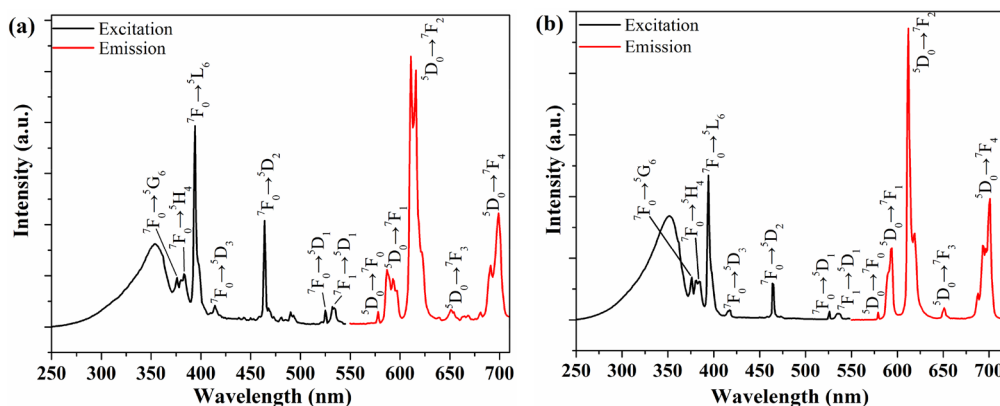 (a)
Excitation
Emission
⁷F₀→⁵G₆
⁷F₀→⁵H₄
⁷F₀→⁵L₆
⁷F₀→⁵D₃
⁷F₀→⁵D₂
⁷F₀→⁵D₁
⁷F₁→⁵D₁
⁵D₀→⁷F₀
⁵D₀→⁷F₁
⁵D₀→⁷F₂
⁵D₀→⁷F₃
⁵D₀→⁷F₄
Intensity (a.u.)
250 300 350 400 450 500 550 600 650 700
Wavelength (nm)
(b)
Excitation
Emission
⁷F₀→⁵G₆
⁷F₀→⁵H₄
⁷F₀→⁵L₆
⁷F₀→⁵D₃
⁷F₀→⁵D₂
⁷F₀→⁵D₁
⁷F₁→⁵D₁
⁵D₀→⁷F₀
⁵D₀→⁷F₁
⁵D₀→⁷F₂
⁵D₀→⁷F₃
⁵D₀→⁷F₄
Intensity (a.u.)
250 300 350 400 450 500 550 600 650 700
Wavelength (nm)